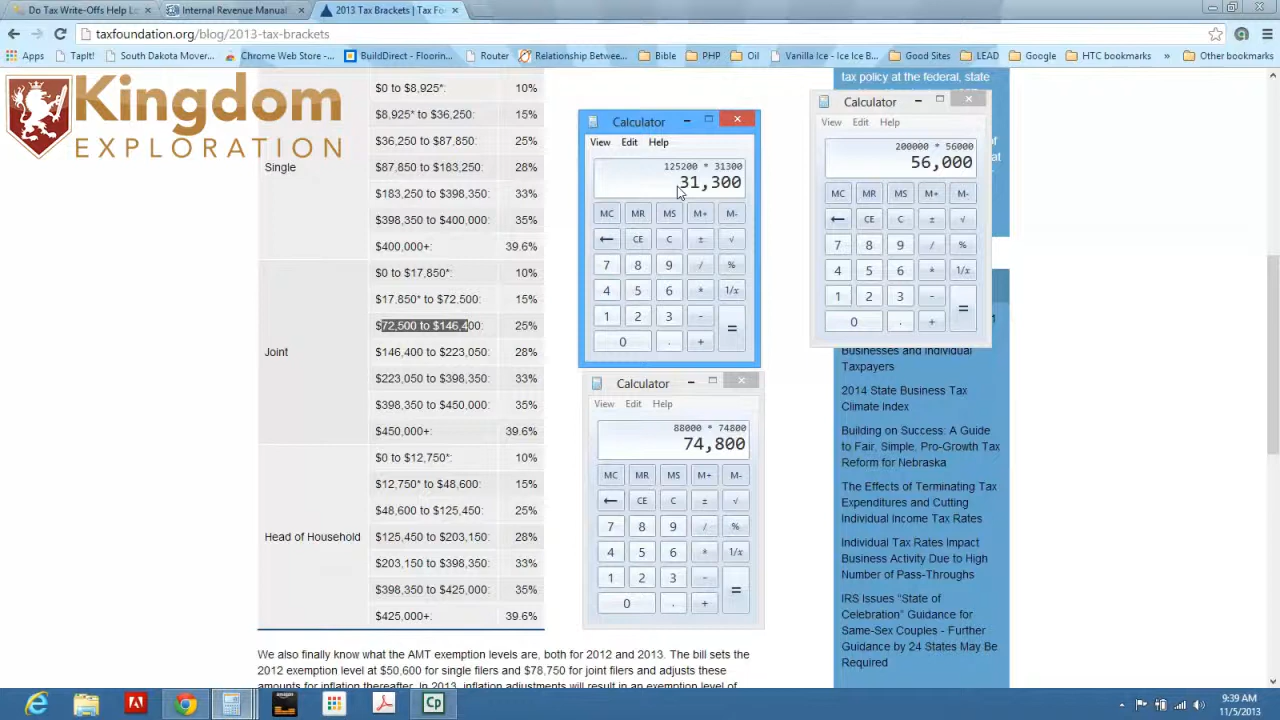 Do Tax Write-Offs Help Lo
Internal Revenue Manual
2013 Tax Brackets | Tax Fo
taxfoundation.org/blog/2013-tax-brackets
Apps TapIt! South Dakota Mover... Chrome Web Store -... BuildDirect – Floorin... Router Relationship Betwee... Bible PHP Oil Vanilla Ice - Ice Ice B... Good Sites LEAD Google HTC bookmarks » Other bookmarks
Kingdom
EXPLORATION
Single
$0 to $8,925*: 10%
$8,925* to $36,250: 15%
$36,250 to $87,850: 25%
$87,850 to $183,250: 28%
$183,250 to $398,350: 33%
$398,350 to $400,000: 35%
$400,000+: 39.6%
Joint
$0 to $17,850*: 10%
$17,850* to $72,500: 15%
$72,500 to $146,400: 25%
$146,400 to $223,050: 28%
$223,050 to $398,350: 33%
$398,350 to $450,000: 35%
$450,000+: 39.6%
Head of Household
$0 to $12,750*: 10%
$12,750* to $48,600: 15%
$48,600 to $125,450: 25%
$125,450 to $203,150: 28%
$203,150 to $398,350: 33%
$398,350 to $425,000: 35%
$425,000+: 39.6%
We also finally know what the AMT exemption levels are, both for 2012 and 2013. The bill sets the
2012 exemption level at $50,600 for single filers and $78,750 for joint filers and adjusts these
amounts for inflation thereafter. In 2013, inflation adjustments will result in an exemption level of
Calculator
View Edit Help
125200 * 31300
31,300
MC MR MS M+ M-
← CE C ± √
7 8 9 / %
4 5 6 * 1/x
1 2 3 - =
0 . +
Calculator
View Edit Help
88000 * 74800
74,800
MC MR MS M+ M-
← CE C ± √
7 8 9 / %
4 5 6 * 1/x
1 2 3 - =
0 . +
Calculator
View Edit Help
200000 * 56000
56,000
MC MR MS M+ M-
← CE C ± √
7 8 9 / %
4 5 6 * 1/x
1 2 3 - =
0 . +
tax policy at the federal, state
Businesses and Individual
Taxpayers
2014 State Business Tax
Climate Index
Building on Success: A Guide
to Fair, Simple, Pro-Growth Tax
Reform for Nebraska
The Effects of Terminating Tax
Expenditures and Cutting
Individual Income Tax Rates
Individual Tax Rates Impact
Business Activity Due to High
Number of Pass-Throughs
IRS Issues "State of
Celebration" Guidance for
Same-Sex Couples - Further
Guidance by 24 States May Be
Required
Cp
9:39 AM
11/5/2013